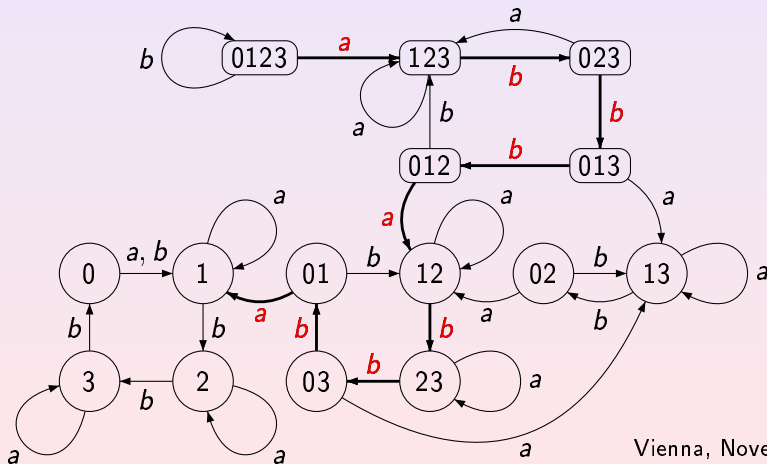 a
b 0123 a 123 b 023
a b b
012 b 013
a a a a
0 a, b 1 01 b 12 02 b 13 a
a b a b
b b b b
3 b 2 03 b 23 a
a a a
Vienna, Nove